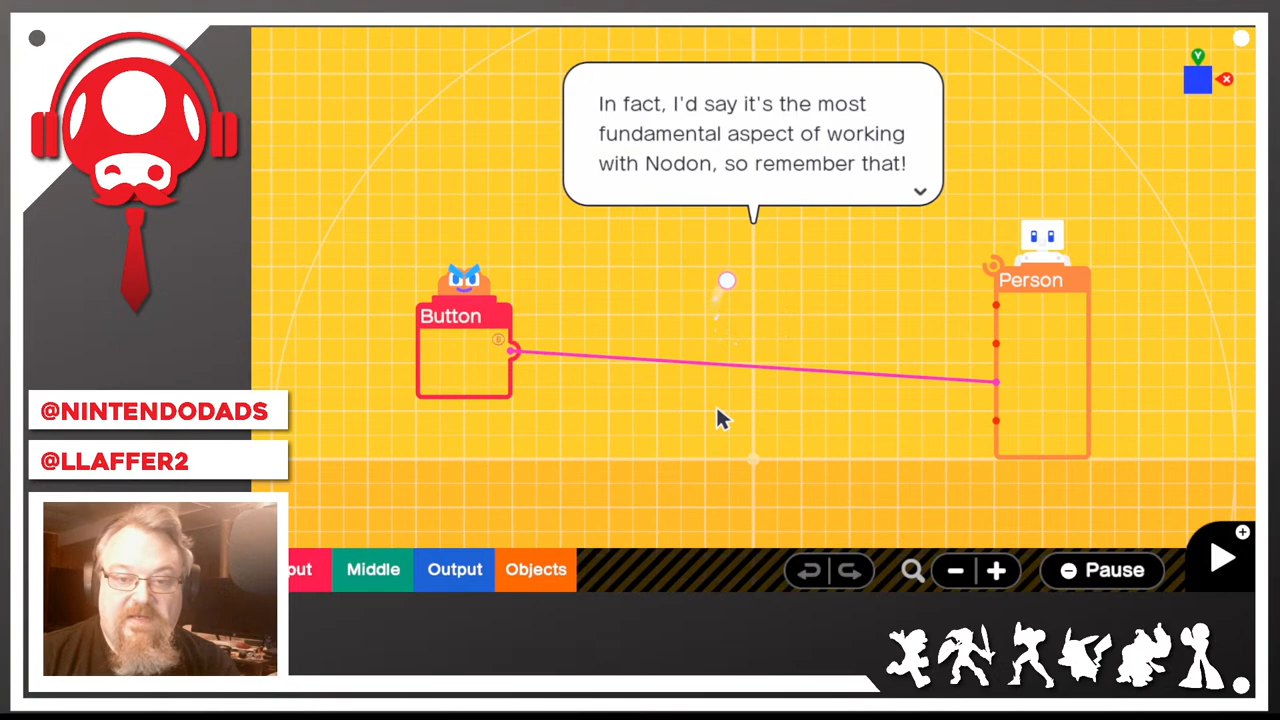 In fact, I'd say it's the most
fundamental aspect of working
with Nodon, so remember that!
Y
X
Button
B
Person
@NINTENDODADS
@LLAFFER2
put
Middle
Output
Objects
Pause